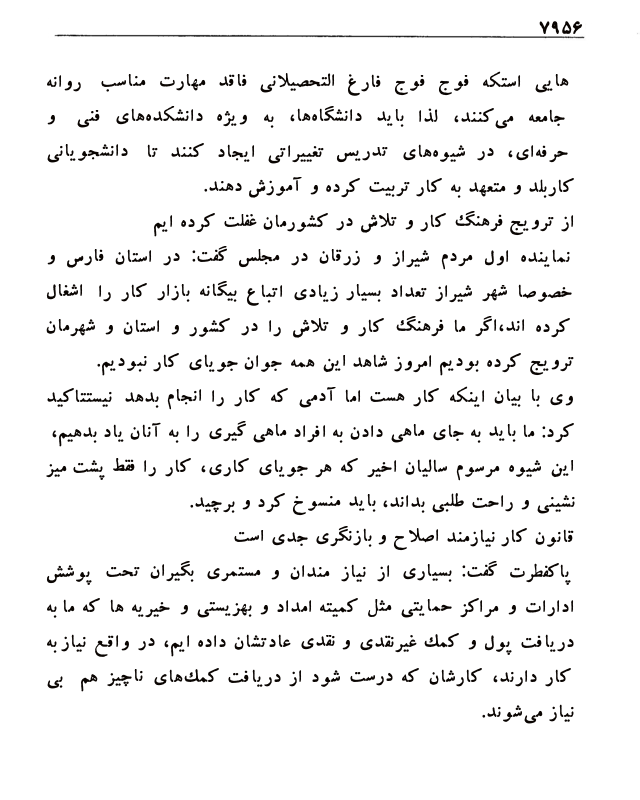 ۷۹۵۶
هایی استکه فوج فوج فارغ التحصیلانی فاقد مهارت مناسب روانه
جامعه می‌کنند، لذا باید دانشگاه‌ها، به ویژه دانشکده‌های فنی و
حرفه‌ای، در شیوه‌های تدریس تغییراتی ایجاد کنند تا دانشجویانی
کاربلد و متعهد به کار تربیت کرده و آموزش دهند.
از ترویج فرهنگ کار و تلاش در کشورمان غفلت کرده ایم
نماینده اول مردم شیراز و زرقان در مجلس گفت: در استان فارس و
خصوصا شهر شیراز تعداد بسیار زیادی اتباع بیگانه بازار کار را اشغال
کرده اند،اگر ما فرهنگ کار و تلاش را در کشور و استان و شهرمان
ترویج کرده بودیم امروز شاهد این همه جوان جویای کار نبودیم.
وی با بیان اینکه کار هست اما آدمی که کار را انجام بدهد نیستتاکید
کرد: ما باید به جای ماهی دادن به افراد ماهی گیری را به آنان یاد بدهیم،
این شیوه مرسوم سالیان اخیر که هر جویای کاری، کار را فقط پشت میز
نشینی و راحت طلبی بداند، باید منسوخ کرد و برچید.
قانون کار نیازمند اصلاح و بازنگری جدی است
پاکفطرت گفت: بسیاری از نیاز مندان و مستمری بگیران تحت پوشش
ادارات و مراکز حمایتی مثل کمیته امداد و بهزیستی و خیریه ها که ما به
دریافت پول و کمك غیرنقدی و نقدی عادتشان داده ایم، در واقع نیاز به
کار دارند، کارشان که درست شود از دریافت کمك‌های ناچیز هم بی
نیاز می‌شوند.